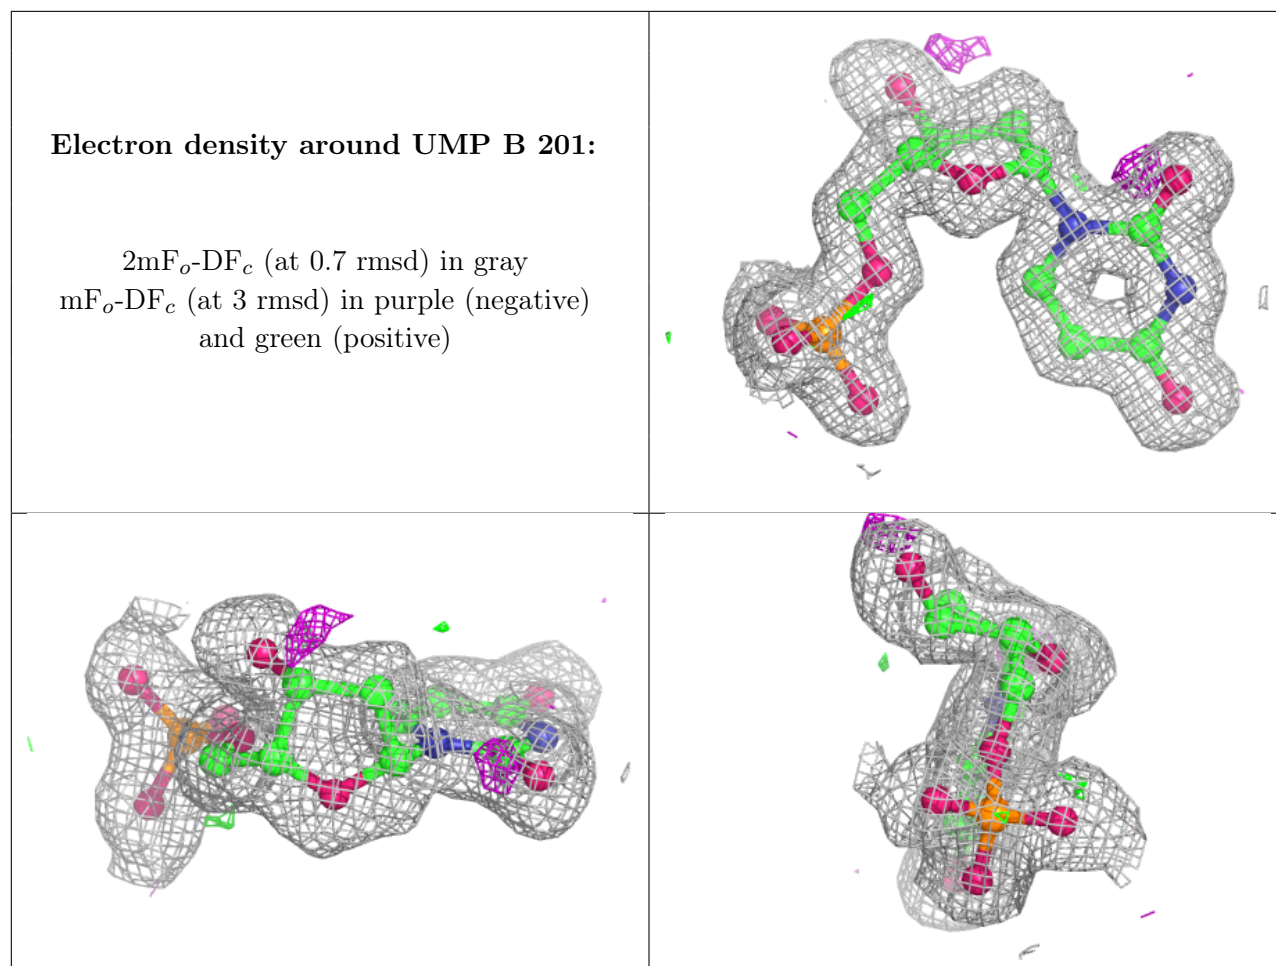 Electron density around UMP B 201:
2mFo-DFc (at 0.7 rmsd) in gray
mFo-DFc (at 3 rmsd) in purple (negative)
and green (positive)